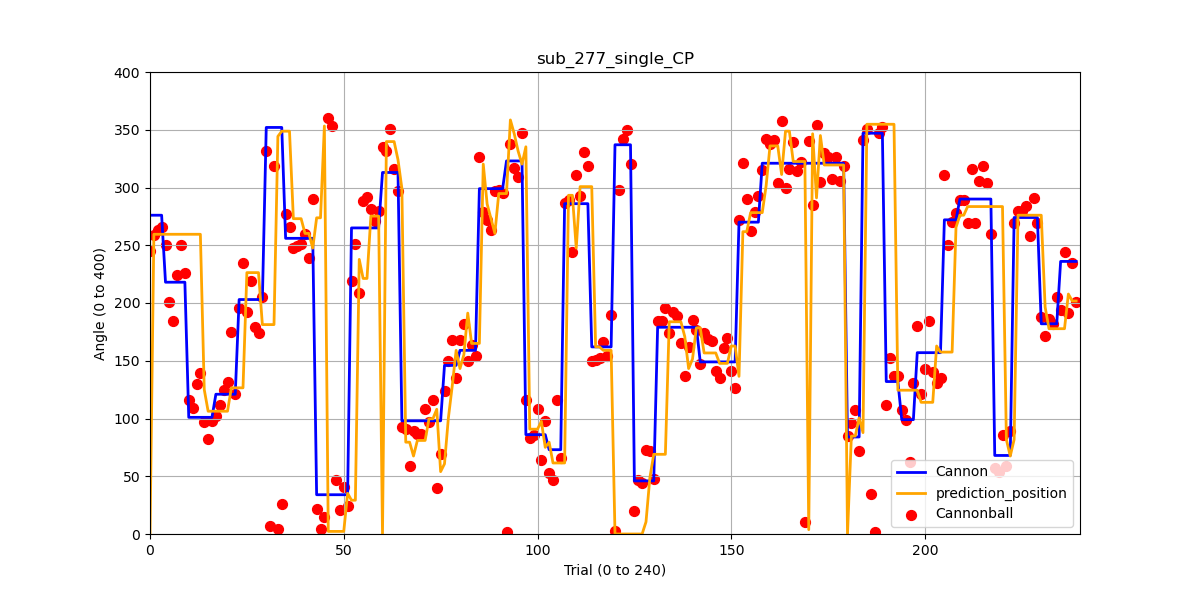 sub_277_single_CP
400
350
300
250
200
150
100
50
0
Angle (0 to 400)
0 50 100 150 200
Trial (0 to 240)
Cannon
prediction_position
Cannonball